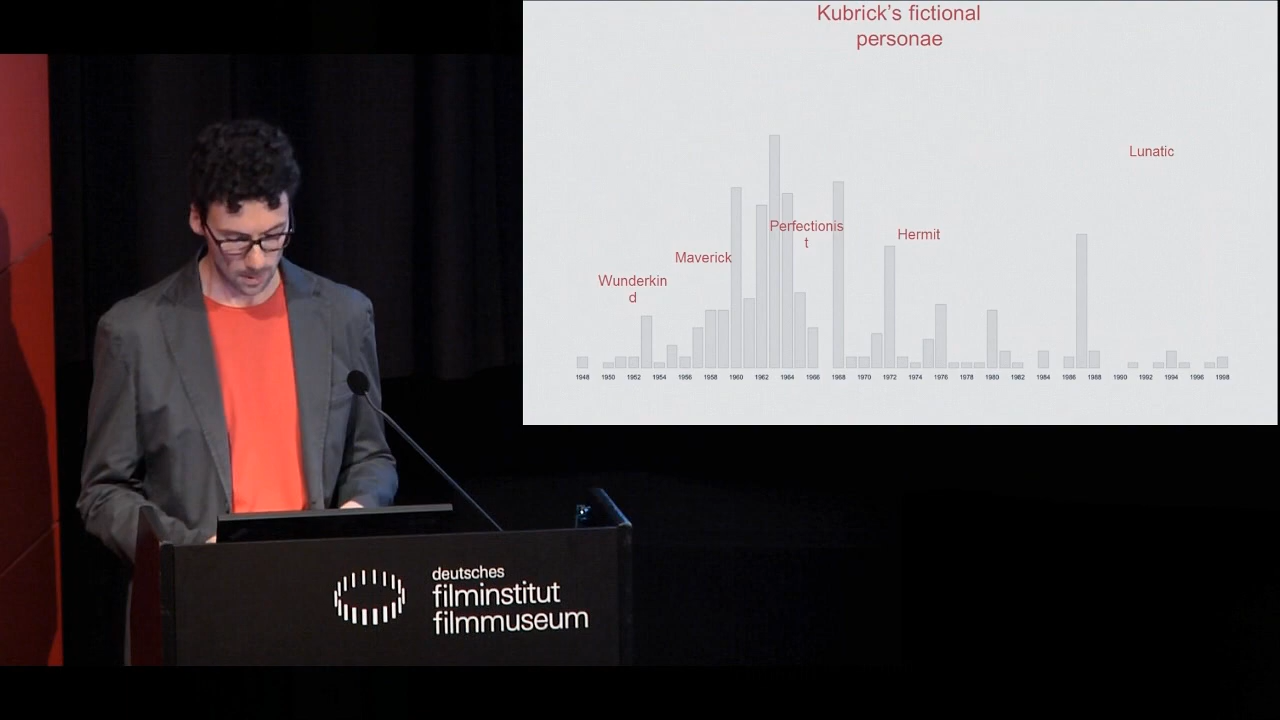 Kubrick's fictional
personae
Lunatic
Perfectionis
t
Hermit
Maverick
Wunderkin
d
1948 1950 1952 1954 1956 1958 1960 1962 1964 1966 1968 1970 1972 1974 1976 1978 1980 1982 1984 1986 1988 1990 1992 1994 1996 1998
deutsches
filminstitut
filmmuseum